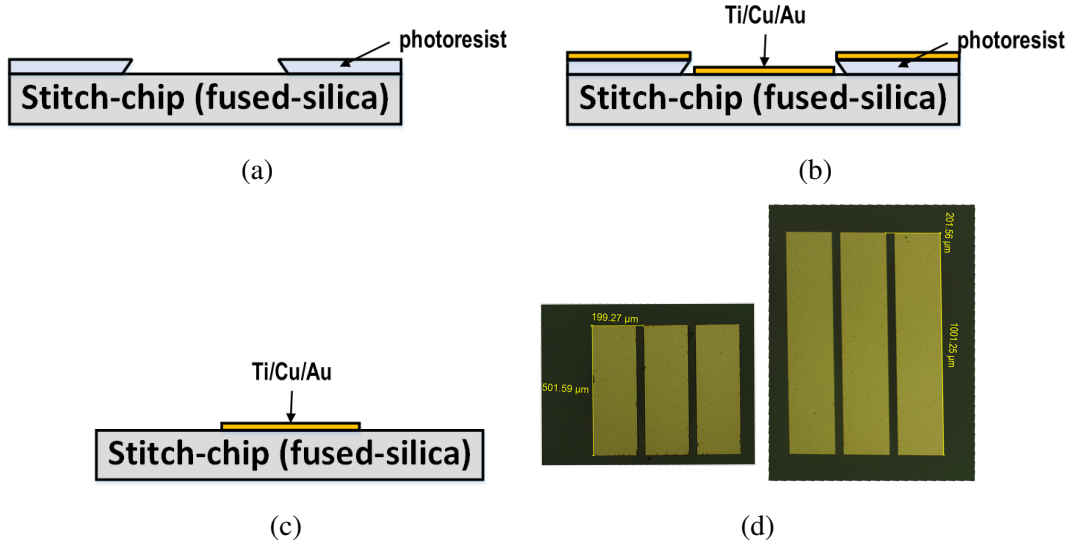 photoresist
Stitch-chip (fused-silica)
(a)
Ti/Cu/Au
photoresist
Stitch-chip (fused-silica)
(b)
Ti/Cu/Au
Stitch-chip (fused-silica)
(c)
199.27 µm
501.59 µm
201.56 µm
1001.25 µm
(d)